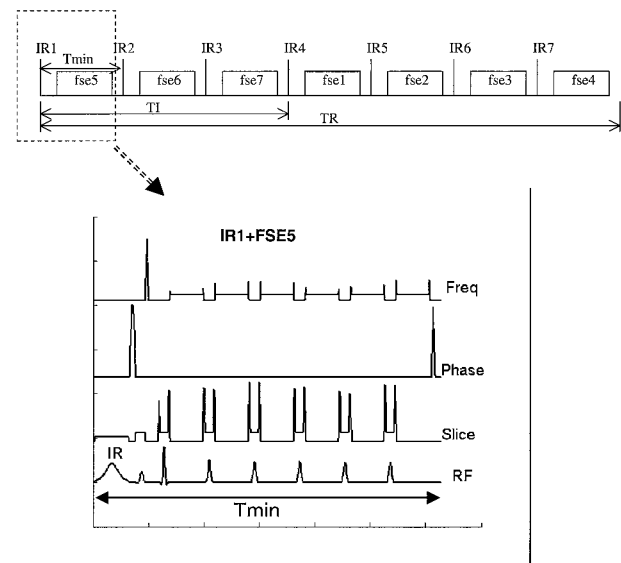 IR1 IR2 IR3 IR4 IR5 IR6 IR7
Tmin
fse5 fse6 fse7 fse1 fse2 fse3 fse4
TI
TR
IR1+FSE5
Freq
Phase
Slice
IR
RF
Tmin